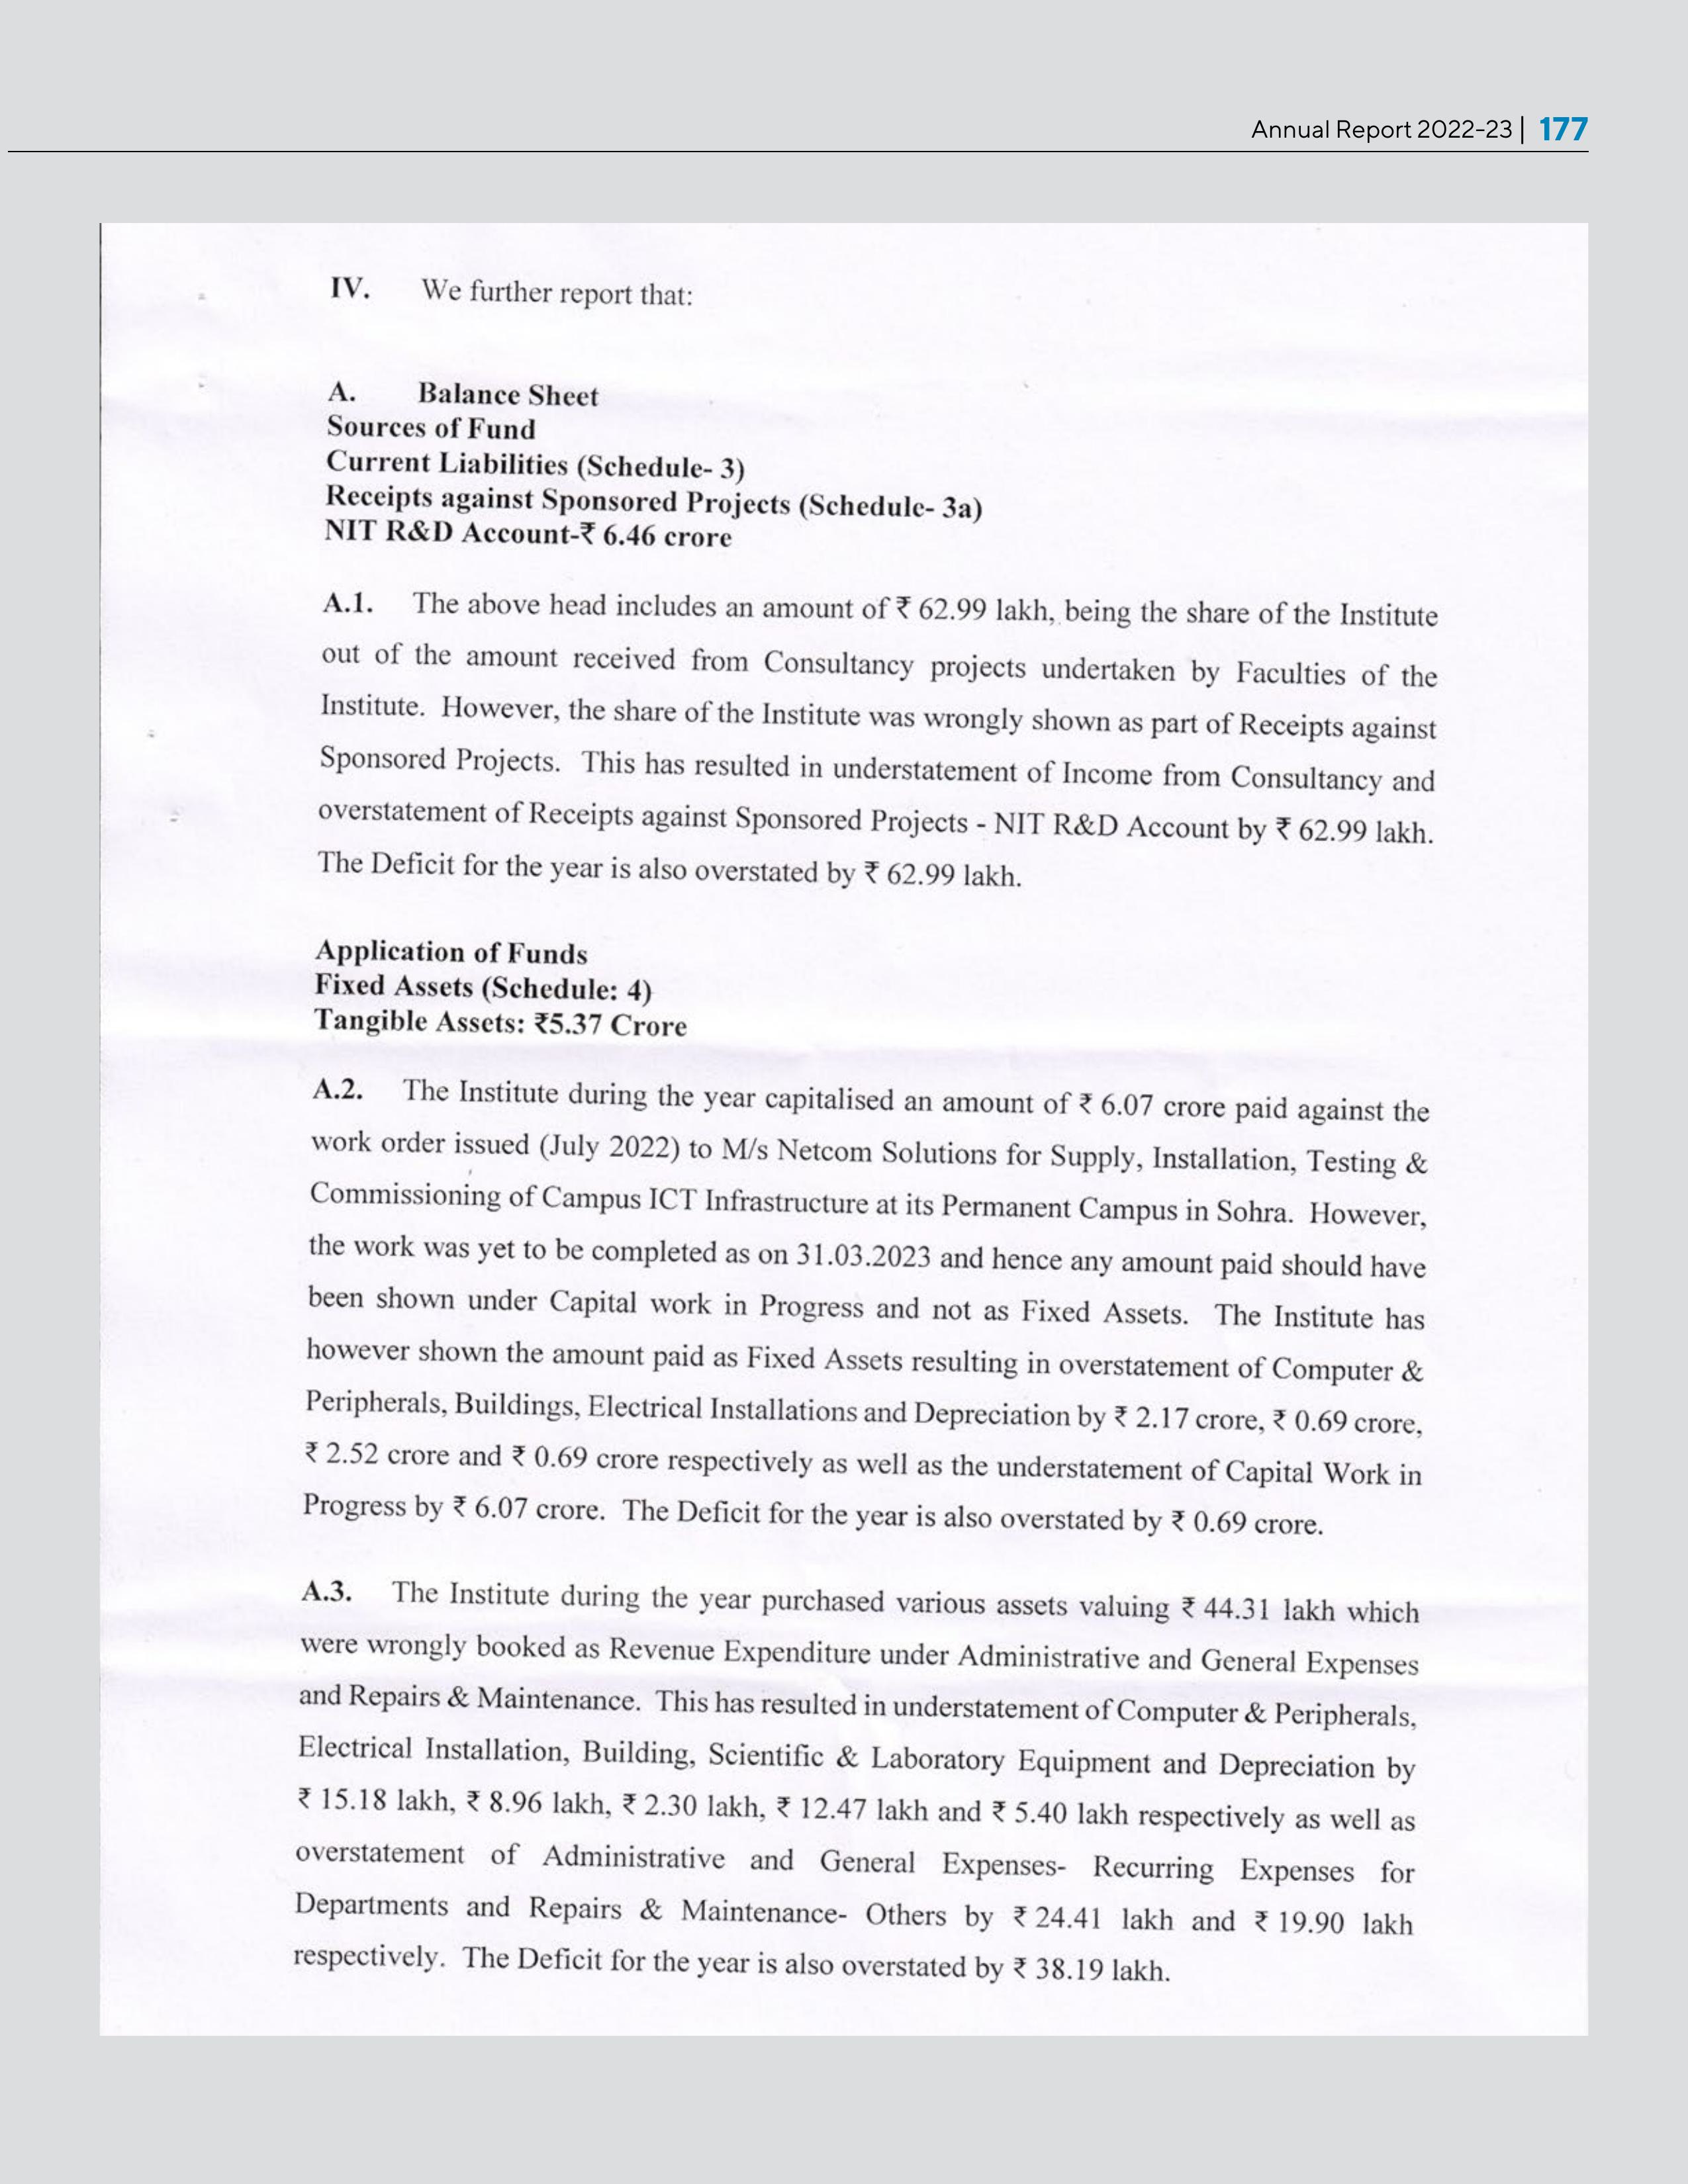 Annual Report 2022-23 | 177
IV. We further report that:
A. Balance Sheet
Sources of Fund
Current Liabilities (Schedule- 3)
Receipts against Sponsored Projects (Schedule- 3a)
NIT R&D Account-₹ 6.46 crore
A.1. The above head includes an amount of ₹ 62.99 lakh, being the share of the Institute
out of the amount received from Consultancy projects undertaken by Faculties of the
Institute. However, the share of the Institute was wrongly shown as part of Receipts against
Sponsored Projects. This has resulted in understatement of Income from Consultancy and
overstatement of Receipts against Sponsored Projects - NIT R&D Account by ₹ 62.99 lakh.
The Deficit for the year is also overstated by ₹ 62.99 lakh.
Application of Funds
Fixed Assets (Schedule: 4)
Tangible Assets: ₹5.37 Crore
A.2. The Institute during the year capitalised an amount of ₹ 6.07 crore paid against the
work order issued (July 2022) to M/s Netcom Solutions for Supply, Installation, Testing &
Commissioning of Campus ICT Infrastructure at its Permanent Campus in Sohra. However,
the work was yet to be completed as on 31.03.2023 and hence any amount paid should have
been shown under Capital work in Progress and not as Fixed Assets. The Institute has
however shown the amount paid as Fixed Assets resulting in overstatement of Computer &
Peripherals, Buildings, Electrical Installations and Depreciation by ₹ 2.17 crore, ₹ 0.69 crore,
₹ 2.52 crore and ₹ 0.69 crore respectively as well as the understatement of Capital Work in
Progress by ₹ 6.07 crore. The Deficit for the year is also overstated by ₹ 0.69 crore.
A.3. The Institute during the year purchased various assets valuing ₹ 44.31 lakh which
were wrongly booked as Revenue Expenditure under Administrative and General Expenses
and Repairs & Maintenance. This has resulted in understatement of Computer & Peripherals,
Electrical Installation, Building, Scientific & Laboratory Equipment and Depreciation by
₹ 15.18 lakh, ₹ 8.96 lakh, ₹ 2.30 lakh, ₹ 12.47 lakh and ₹ 5.40 lakh respectively as well as
overstatement of Administrative and General Expenses- Recurring Expenses for
Departments and Repairs & Maintenance- Others by ₹ 24.41 lakh and ₹ 19.90 lakh
respectively. The Deficit for the year is also overstated by ₹ 38.19 lakh.